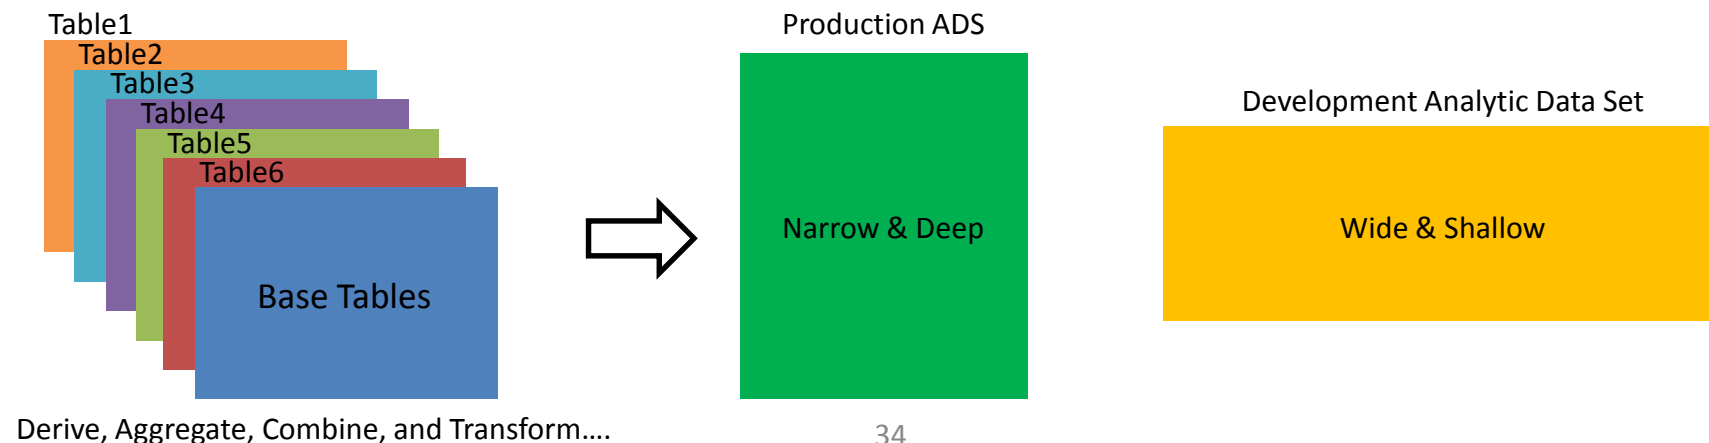 Table1
Table2
Table3
Table4
Table5
Table6
Base Tables
Derive, Aggregate, Combine, and Transform....
Production ADS
Narrow & Deep
Development Analytic Data Set
Wide & Shallow
34